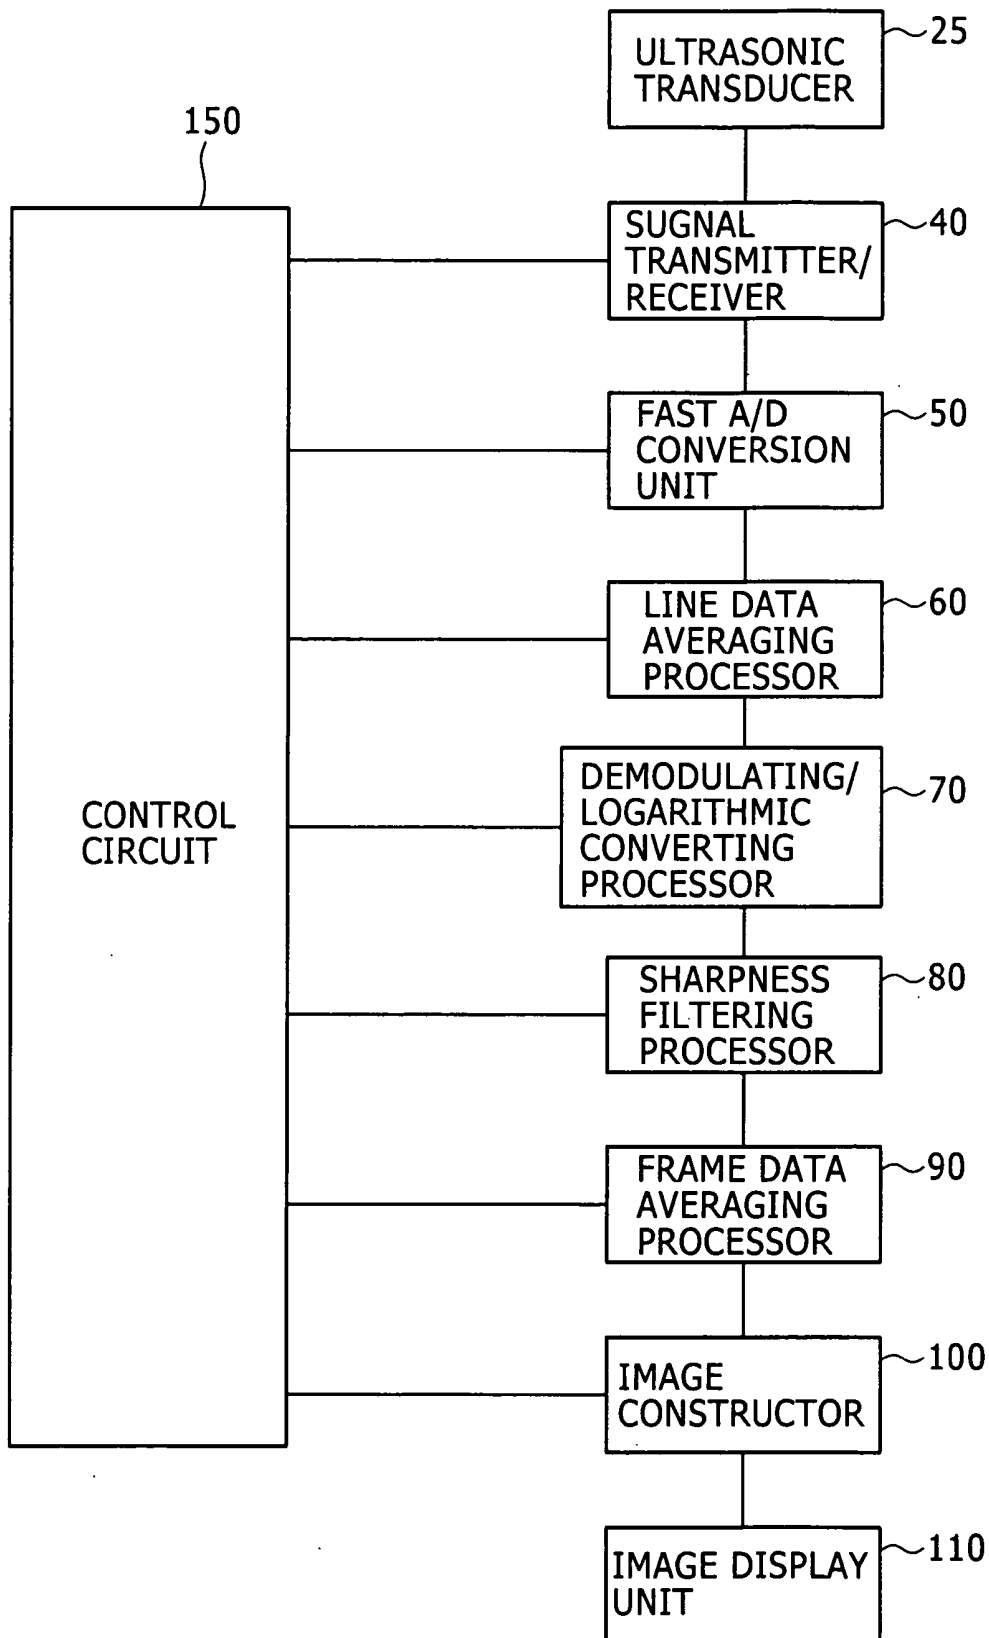 ULTRASONIC
TRANSDUCER
25
150
SUGNAL
TRANSMITTER/
RECEIVER
40
FAST A/D
CONVERSION
UNIT
50
LINE DATA
AVERAGING
PROCESSOR
60
CONTROL
CIRCUIT
DEMODULATING/
LOGARITHMIC
CONVERTING
PROCESSOR
70
SHARPNESS
FILTERING
PROCESSOR
80
FRAME DATA
AVERAGING
PROCESSOR
90
IMAGE
CONSTRUCTOR
100
IMAGE DISPLAY
UNIT
110